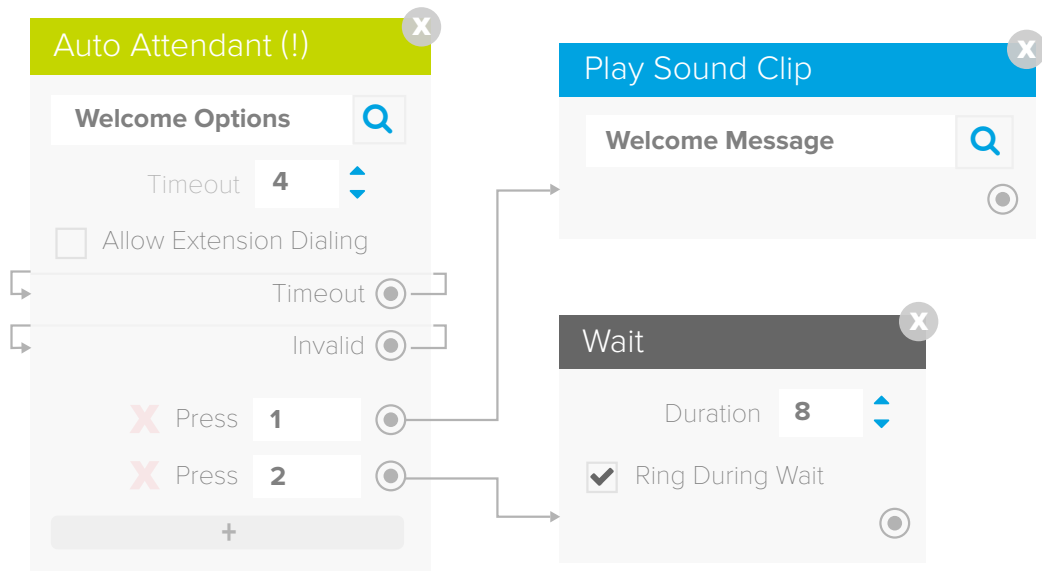 Auto Attendant (!)
X
Welcome Options
Timeout 4
Allow Extension Dialing
Timeout
Invalid
X Press 1
X Press 2
+
Play Sound Clip
X
Welcome Message
Wait
X
Duration 8
Ring During Wait